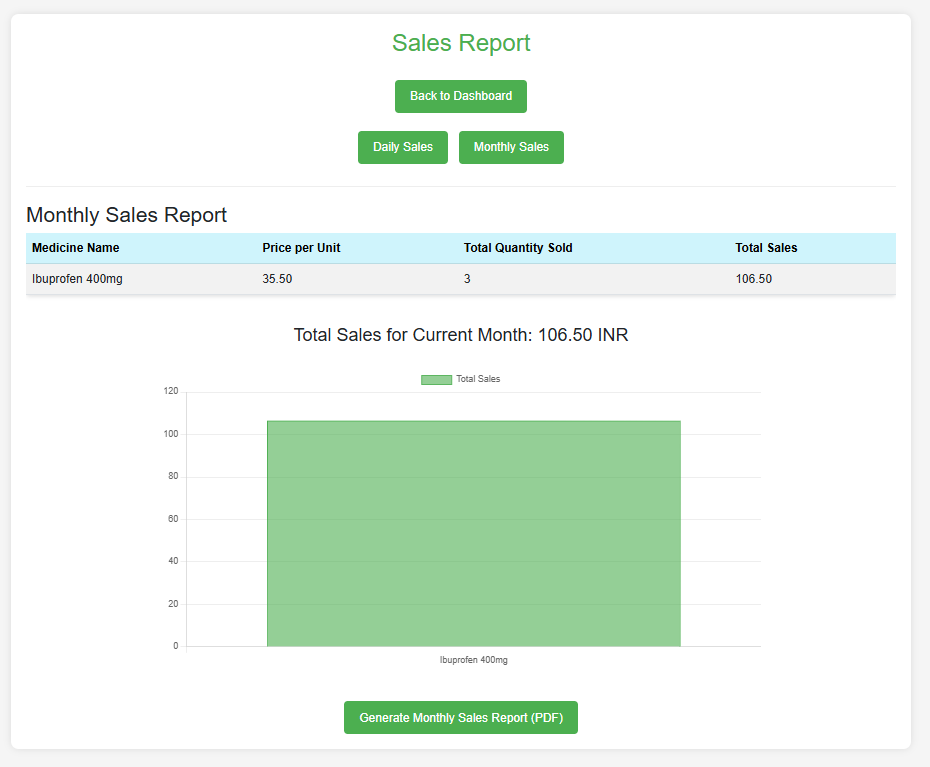 Sales Report
Back to Dashboard
Daily Sales Monthly Sales
Monthly Sales Report
Medicine Name Price per Unit Total Quantity Sold Total Sales
Ibuprofen 400mg 35.50 3 106.50
Total Sales for Current Month: 106.50 INR
Total Sales
120
100
80
60
40
20
0
Ibuprofen 400mg
Generate Monthly Sales Report (PDF)